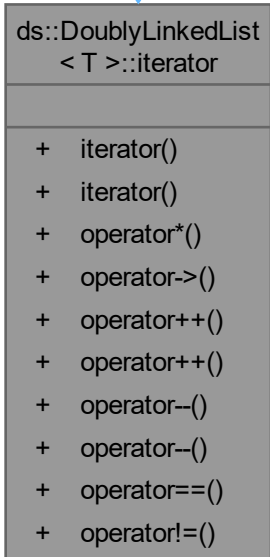 ds::DoublyLinkedList
< T >::iterator
+ iterator()
+ iterator()
+ operator*()
+ operator->()
+ operator++()
+ operator++()
+ operator--()
+ operator--()
+ operator==()
+ operator!=()